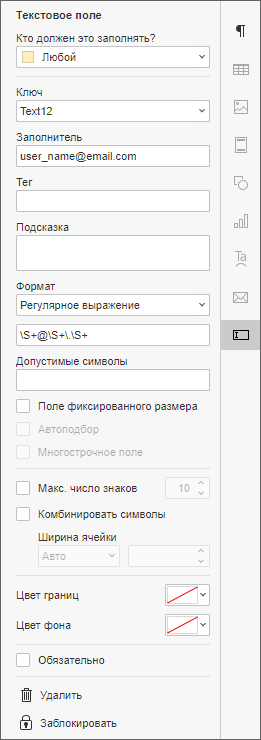 Текстовое поле
Кто должен это заполнять?
Любой
Ключ
Text12
Заполнитель
user_name@email.com
Тег
Подсказка
Формат
Регулярное выражение
\S+@\S+\.\S+
Допустимые символы
Поле фиксированного размера
Автоподбор
Многострочное поле
Макс. число знаков 10
Комбинировать символы
Ширина ячейки
Авто
Цвет границ
Цвет фона
Обязательно
Удалить
Заблокировать